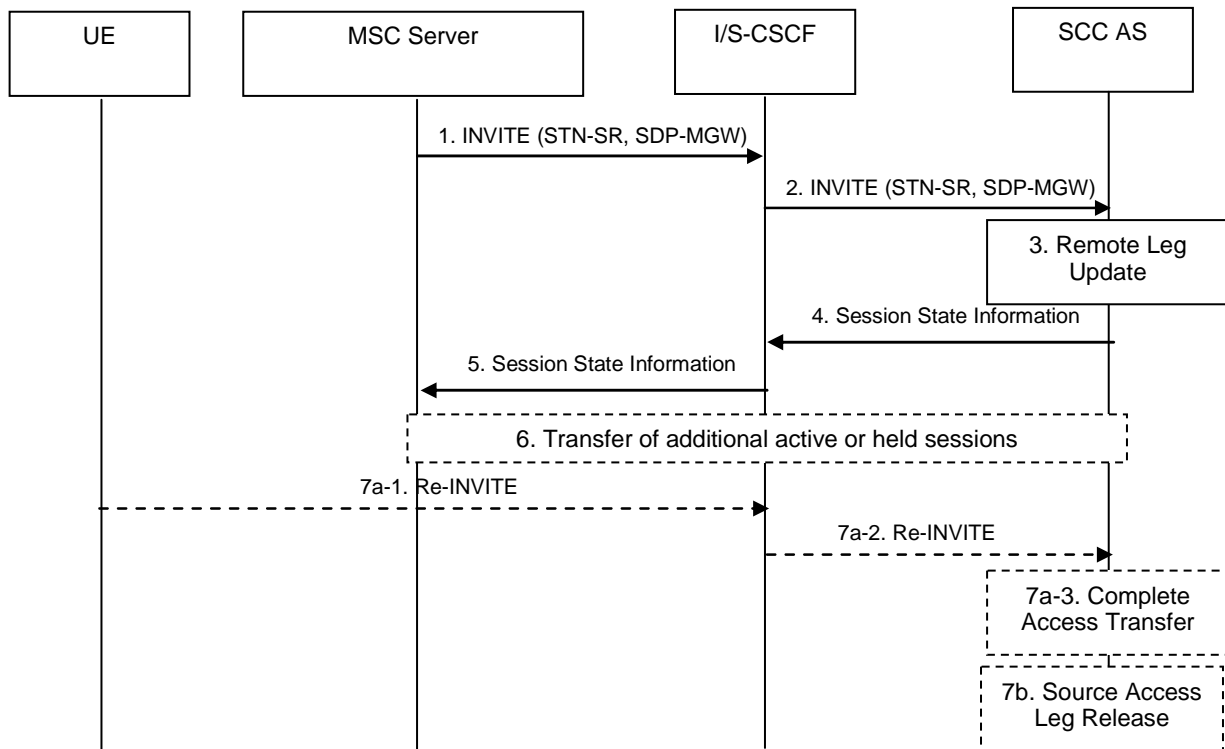 UE
MSC Server
I/S-CSCF
SCC AS
1. INVITE (STN-SR, SDP-MGW)
2. INVITE (STN-SR, SDP-MGW)
3. Remote Leg
Update
4. Session State Information
5. Session State Information
6. Transfer of additional active or held sessions
7a-1. Re-INVITE
7a-2. Re-INVITE
7a-3. Complete
Access Transfer
7b. Source Access
Leg Release